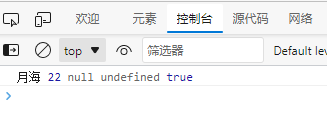 欢迎 元素 控制台 源代码 网络
top 筛选器 Default lev
月海 22 null undefined true